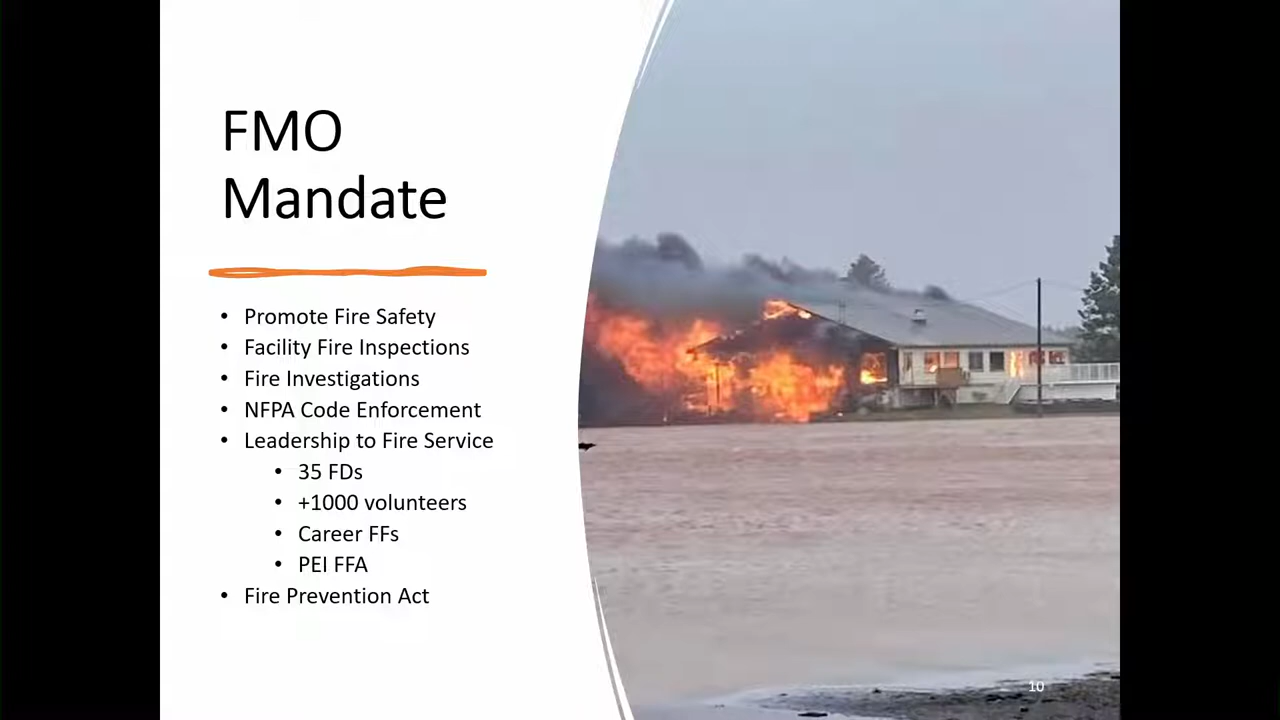 FMO
Mandate
• Promote Fire Safety
• Facility Fire Inspections
• Fire Investigations
• NFPA Code Enforcement
• Leadership to Fire Service
• 35 FDs
• +1000 volunteers
• Career FFs
• PEI FFA
• Fire Prevention Act
10